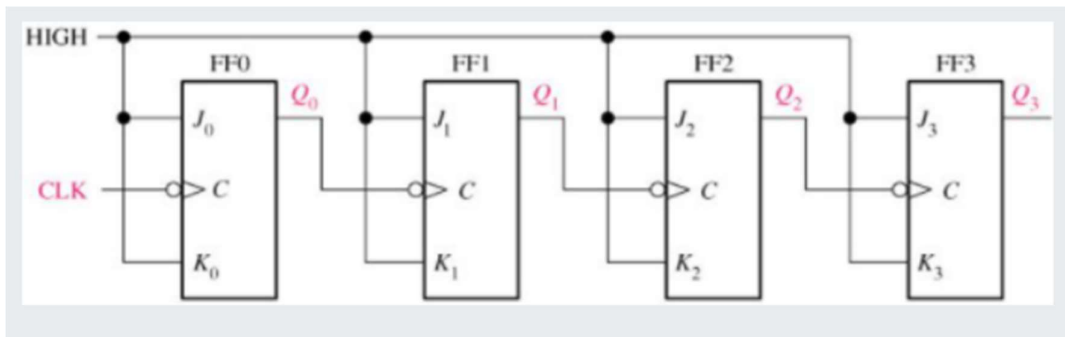 HIGH
FF0 FF1 FF2 FF3
Q0 Q1 Q2 Q3
J0 J1 J2 J3
CLK C C C C
K0 K1 K2 K3